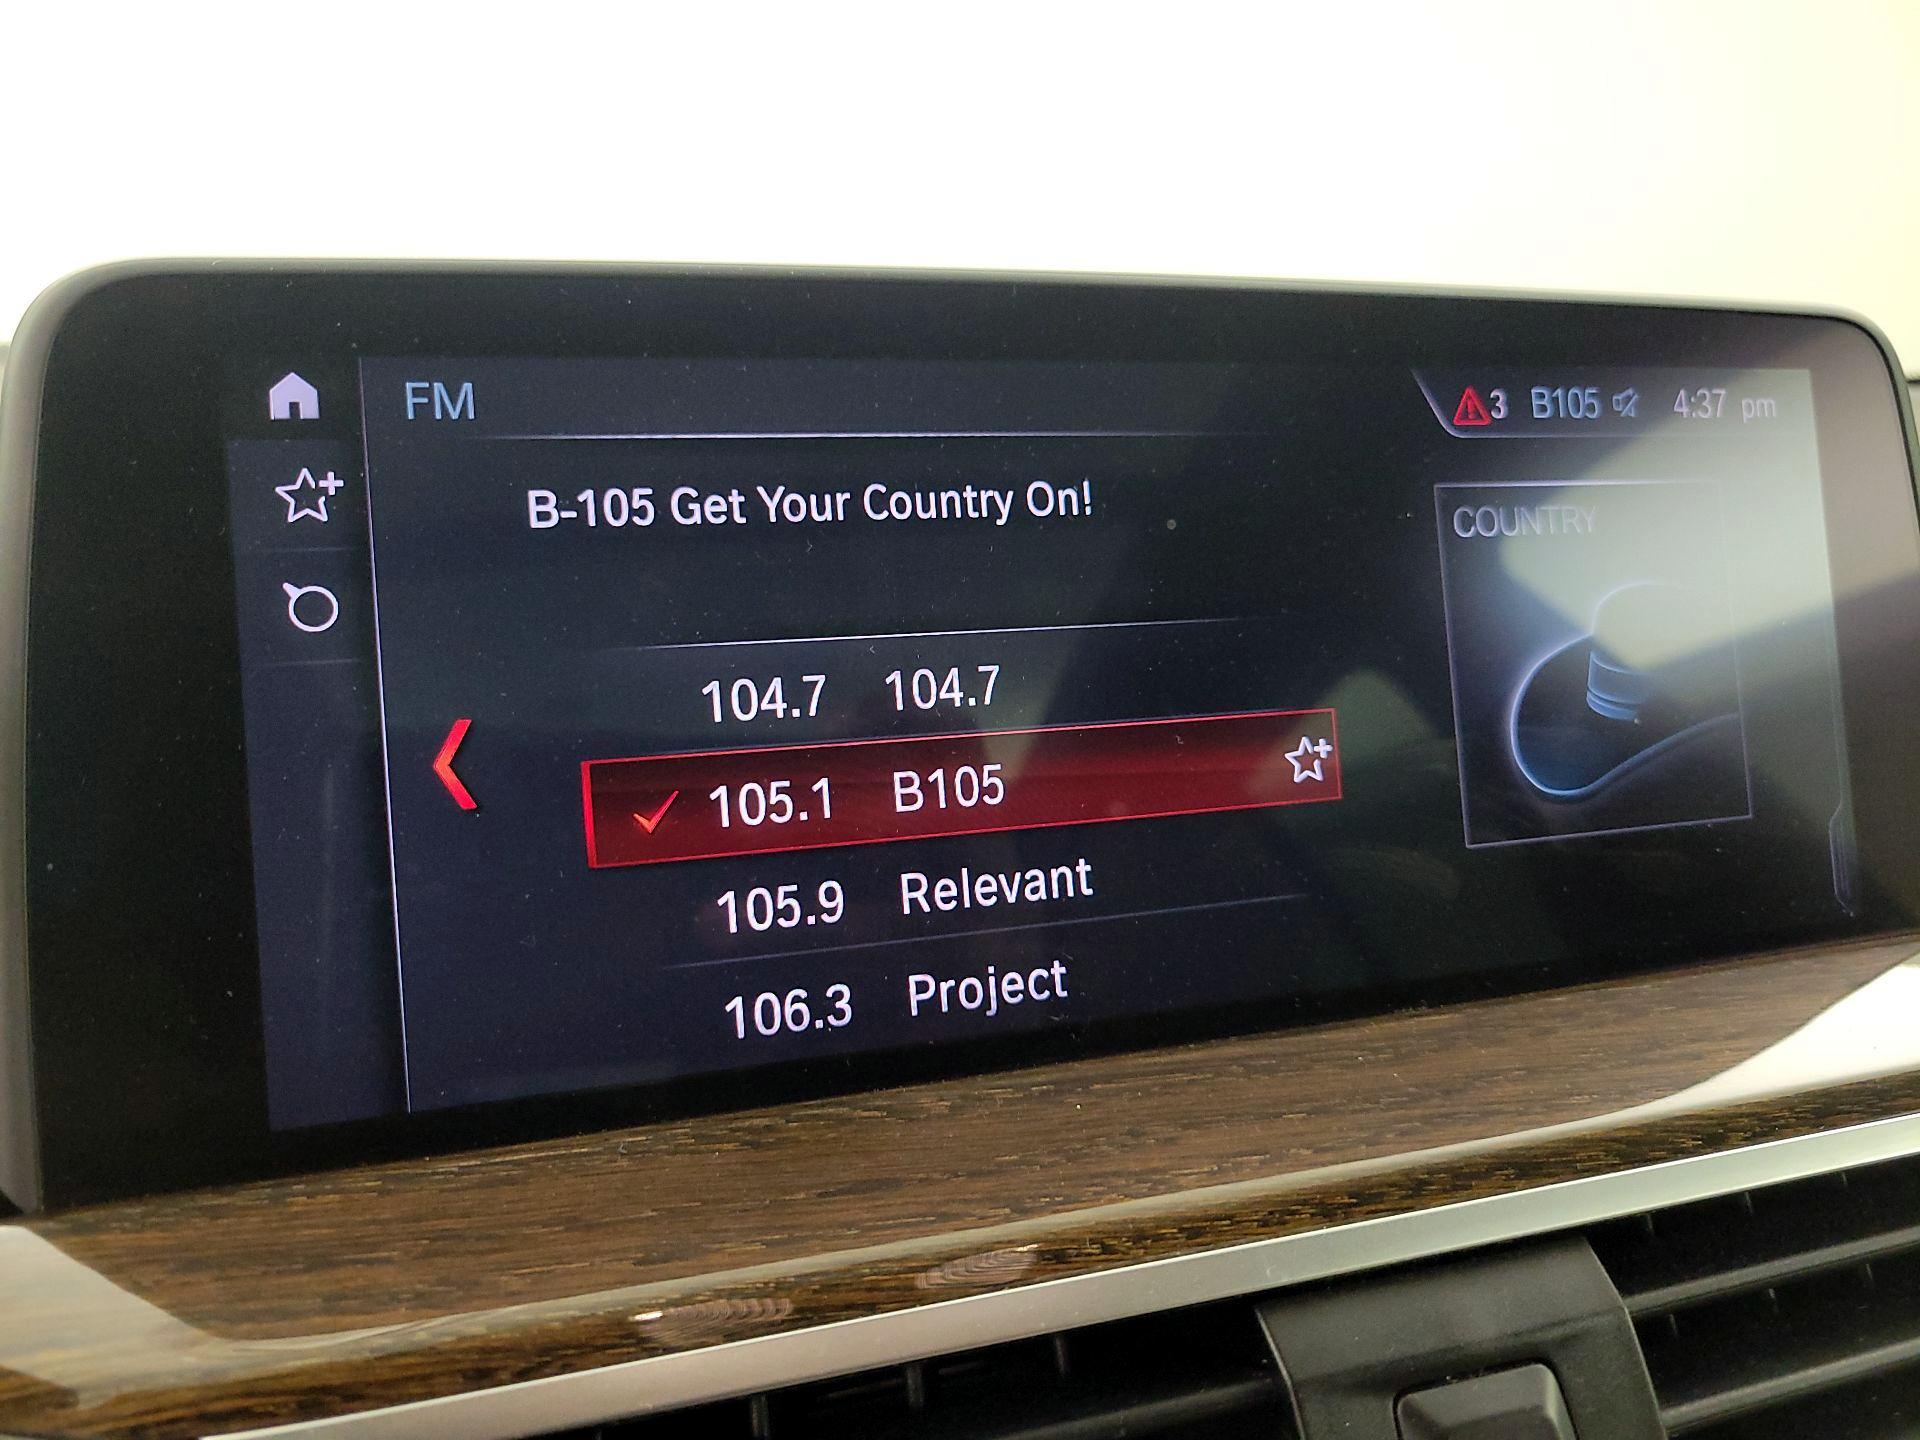 FM
3 B105 4:37 pm
B-105 Get Your Country On!
COUNTRY
104.7 104.7
105.1 B105
105.9 Relevant
106.3 Project